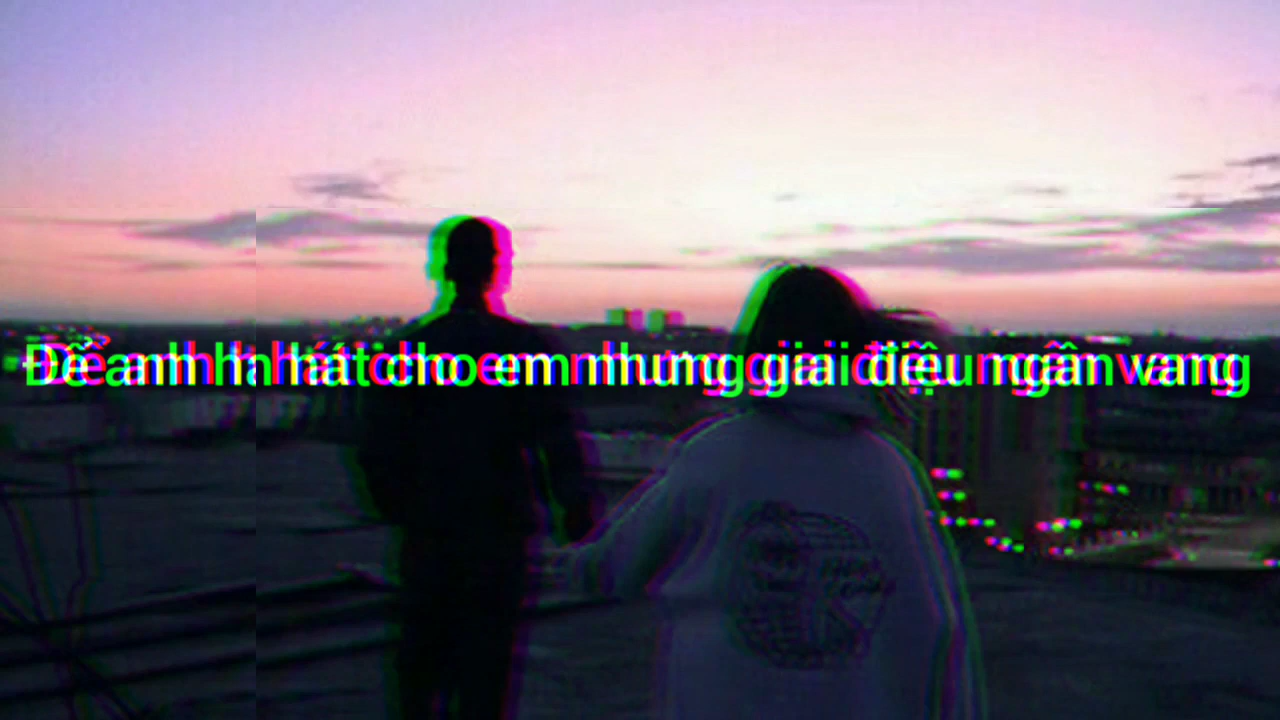 Để anh hát cho em nhưng giai điệu ngân vang